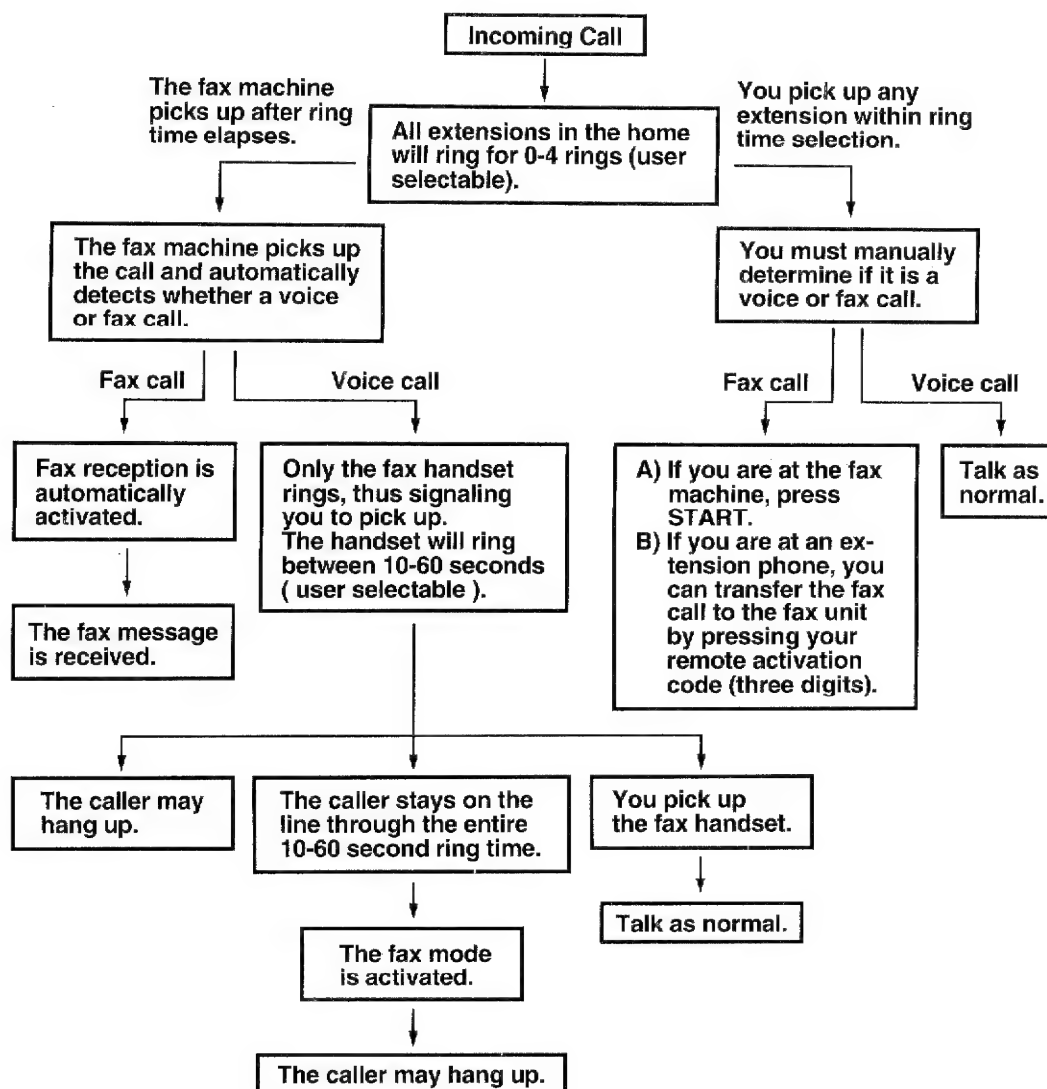 Incoming Call
The fax machine
picks up after ring
time elapses.
You pick up any
extension within ring
time selection.
All extensions in the home
will ring for 0-4 rings (user
selectable).
The fax machine picks up
the call and automatically
detects whether a voice
or fax call.
You must manually
determine if it is a
voice or fax call.
Fax call
Voice call
Fax call
Voice call
Fax reception is
automatically
activated.
Only the fax handset
rings, thus signaling
you to pick up.
The handset will ring
between 10-60 seconds
( user selectable ).
A) If you are at the fax
machine, press
START.
B) If you are at an ex-
tension phone, you
can transfer the fax
call to the fax unit
by pressing your
remote activation
code (three digits).
Talk as
normal.
The fax message
is received.
The caller may
hang up.
The caller stays on the
line through the entire
10-60 second ring time.
You pick up
the fax handset.
Talk as normal.
The fax mode
is activated.
The caller may hang up.